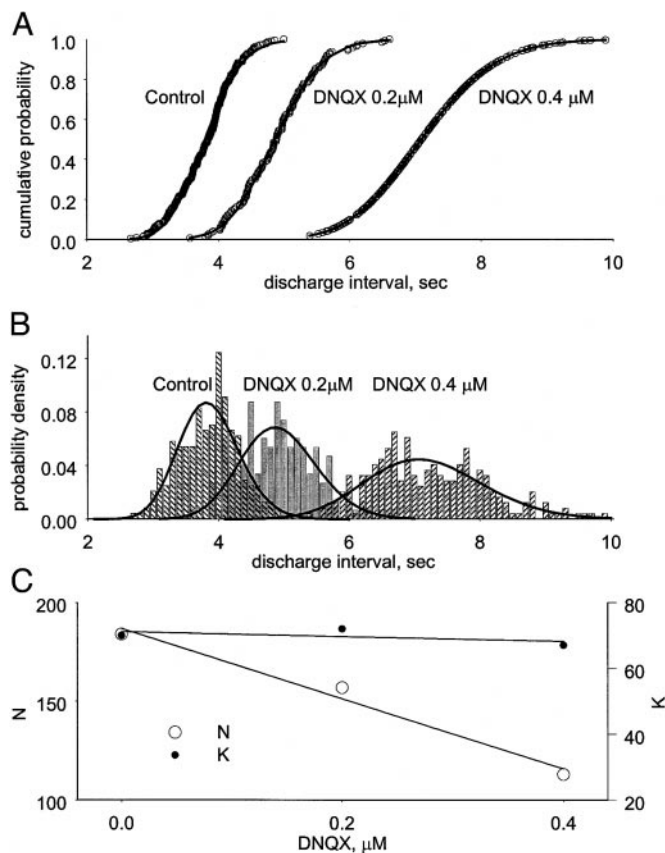 A
1.0
0.8
0.6
0.4
0.2
0.0
cumulative probability
Control
DNQX 0.2μM
DNQX 0.4 μM
2 4 6 8 10
discharge interval, sec
B
0.12
0.08
0.04
0.00
probability density
Control
DNQX 0.2μM
DNQX 0.4 μM
2 4 6 8 10
discharge interval, sec
C
200
150
100
N
N
K
80
60
40
20
K
0.0 0.2 0.4
DNQX, μM